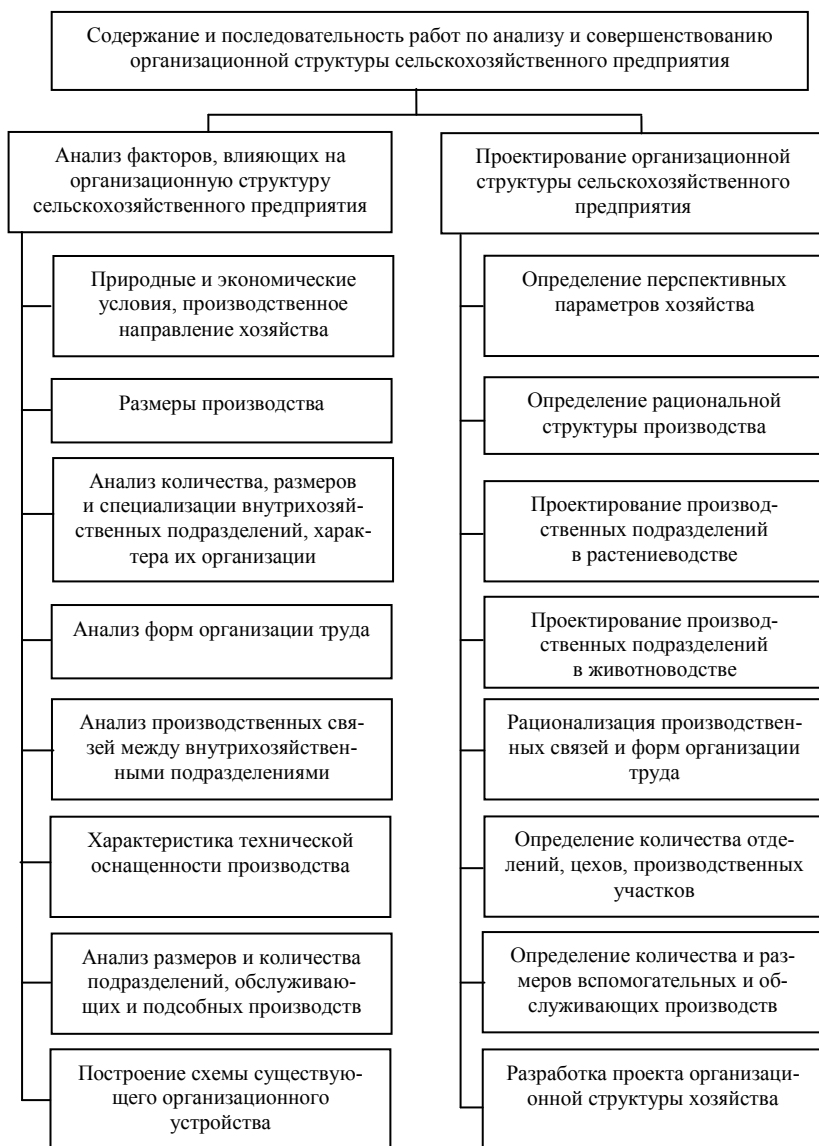 Содержание и последовательность работ по анализу и совершенствованию
организационной структуры сельскохозяйственного предприятия
Анализ факторов, влияющих на
организационную структуру
сельскохозяйственного предприятия
Природные и экономические
условия, производственное
направление хозяйства
Размеры производства
Анализ количества, размеров
и специализации внутрихозяй-
ственных подразделений, харак-
тера их организации
Анализ форм организации труда
Анализ производственных свя-
зей между внутрихозяйствен-
ными подразделениями
Характеристика технической
оснащенности производства
Анализ размеров и количества
подразделений, обслуживаю-
щих и подсобных производств
Построение схемы существую-
щего организационного
устройства
Проектирование организационной
структуры сельскохозяйственного
предприятия
Определение перспективных
параметров хозяйства
Определение рациональной
структуры производства
Проектирование производ-
ственных подразделений
в растениеводстве
Проектирование производ-
ственных подразделений
в животноводстве
Рационализация производствен-
ных связей и форм организации
труда
Определение количества отде-
лений, цехов, производственных
участков
Определение количества и раз-
меров вспомогательных и об-
служивающих производств
Разработка проекта организаци-
онной структуры хозяйства